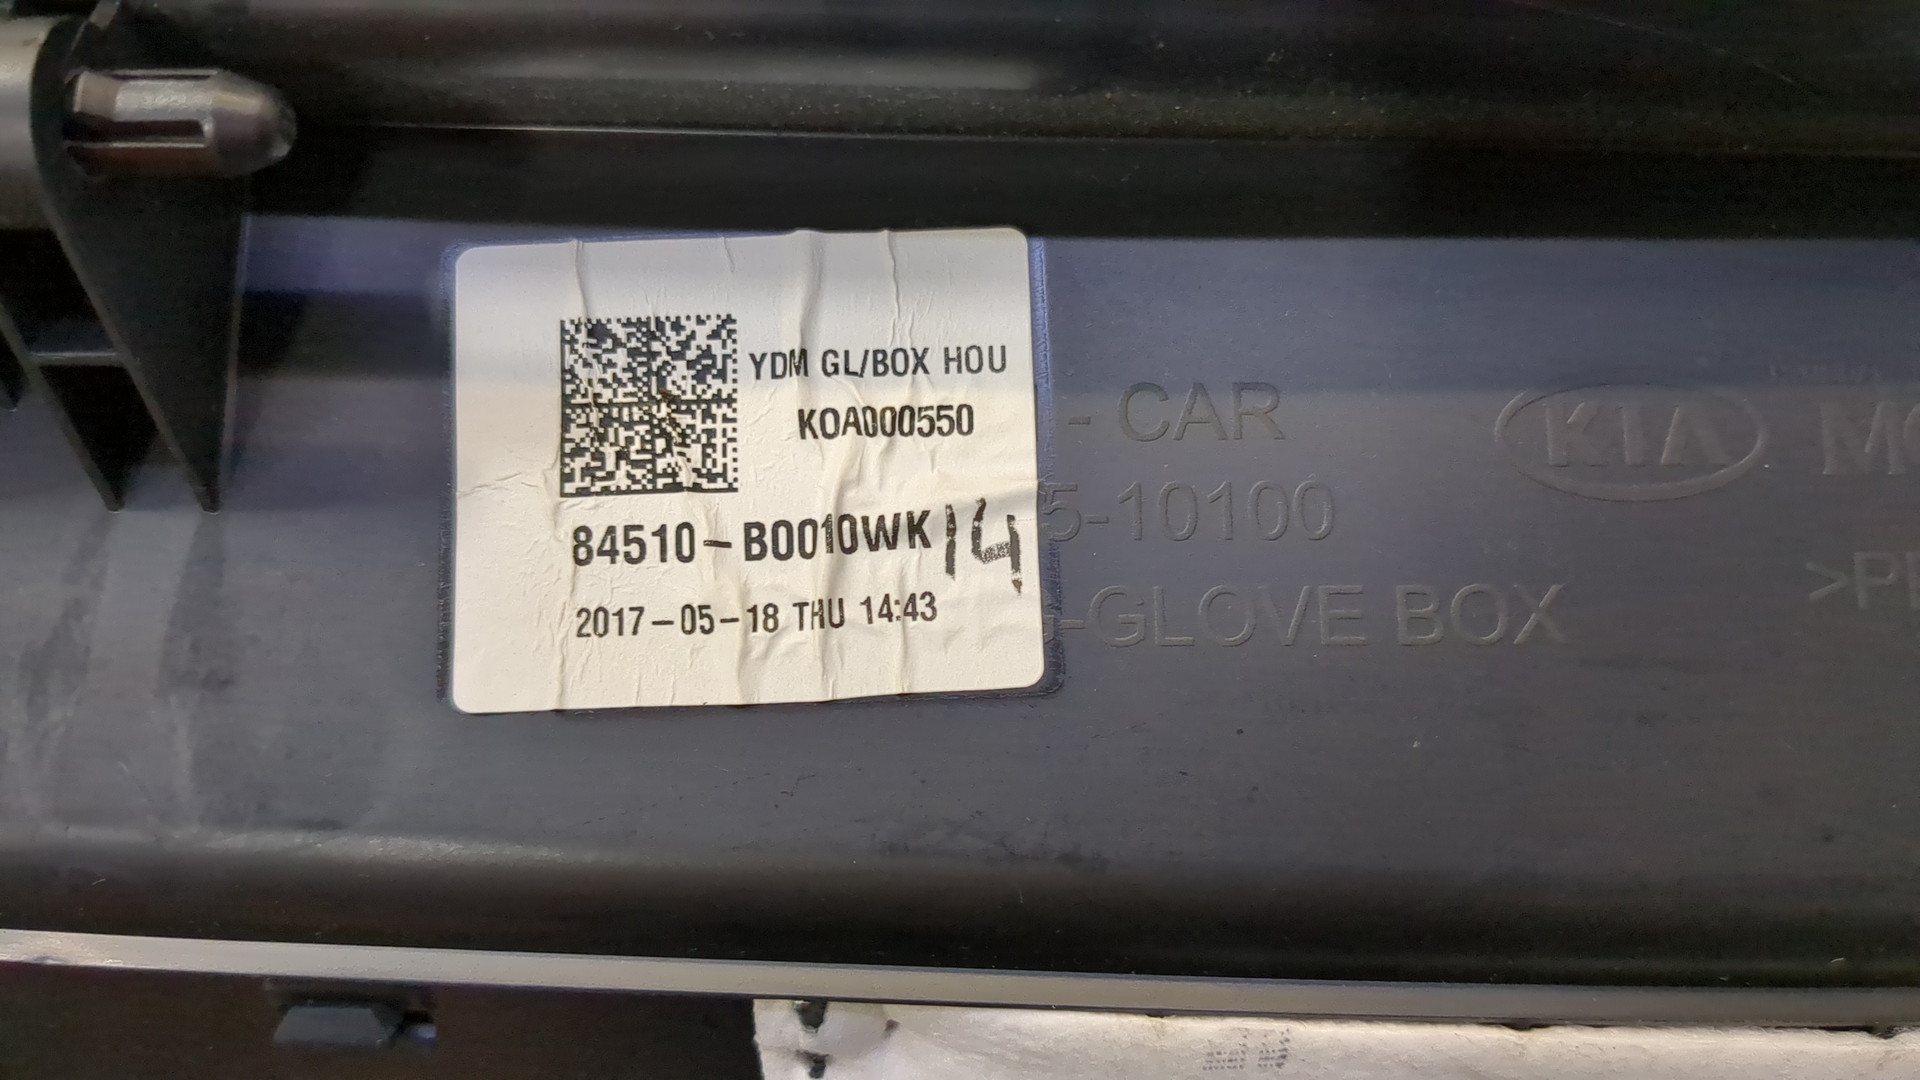 YDM GL/BOX HOU
K0A000550
84510-B0010WK 14
2017-05-18 THU 14:43
- CAR
5-10100
-GLOVE BOX
KIA